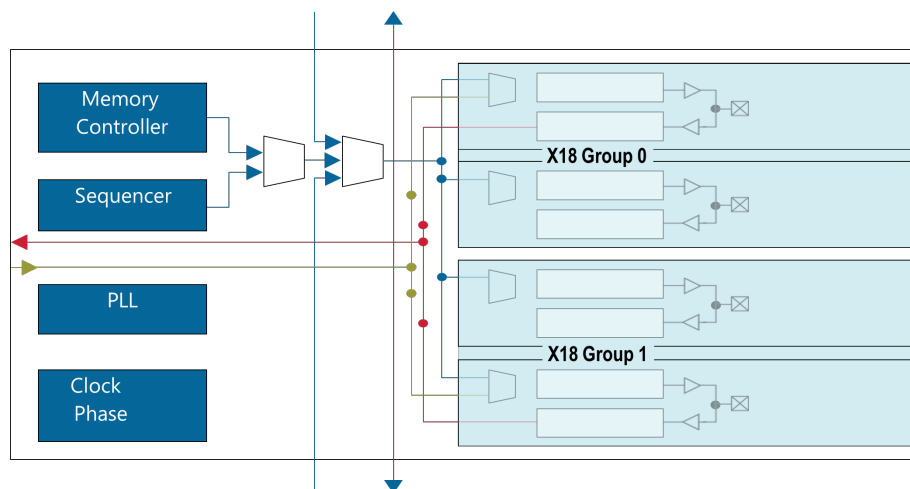 Memory
Controller
X18 Group 0
Sequencer
PLL
X18 Group 1
Clock
Phase